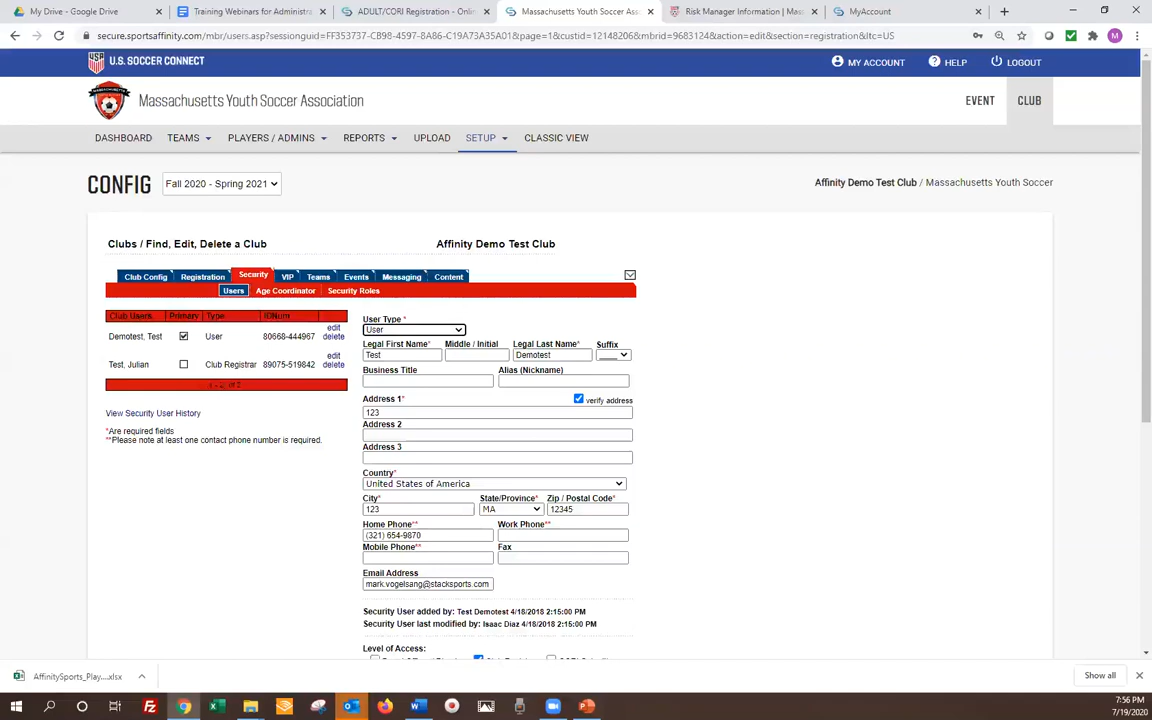 My Drive - Google Drive
Training Webinars for Administra
ADULT/CORI Registration - Onlin
Massachusetts Youth Soccer Asso
Risk Manager Information | Mass
MyAccount
secure.sportsaffinity.com/mbr/users.asp?sessionguid=FF353737-CB98-4597-8A86-C19A73A35A01&page=1&custid=12148206&mbrid=9683124&action=edit&section=registration&ltc=US
M
U.S. SOCCER CONNECT
MY ACCOUNT
HELP
LOGOUT
Massachusetts Youth Soccer Association
EVENT
CLUB
DASHBOARD
TEAMS
PLAYERS / ADMINS
REPORTS
UPLOAD
SETUP
CLASSIC VIEW
CONFIG
Fall 2020 - Spring 2021
Affinity Demo Test Club / Massachusetts Youth Soccer
Clubs / Find, Edit, Delete a Club
Affinity Demo Test Club
Club Config
Registration
Security
VIP
Teams
Events
Messaging
Content
Users
Age Coordinator
Security Roles
Club Users
Primary
Type
IDNum
Demotest, Test
User
80668-444967
edit
delete
Test, Julian
Club Registrar
89075-519842
edit
delete
View Security User History
*Are required fields
**Please note at least one contact phone number is required.
User Type *
User
Legal First Name*
Middle / Initial
Legal Last Name*
Suffix
Test
Demotest
Business Title
Alias (Nickname)
Address 1*
verify address
123
Address 2
Address 3
Country*
United States of America
City*
State/Province*
Zip / Postal Code*
123
MA
12345
Home Phone**
Work Phone**
(321) 654-9870
Mobile Phone**
Fax
Email Address
mark.vogelsang@stacksports.com
Security User added by: Test Demotest 4/18/2018 2:15:00 PM
Security User last modified by: Isaac Diaz 4/18/2018 2:15:00 PM
Level of Access:
AffinitySports_Play....xlsx
Show all
7:56 PM
7/19/2020